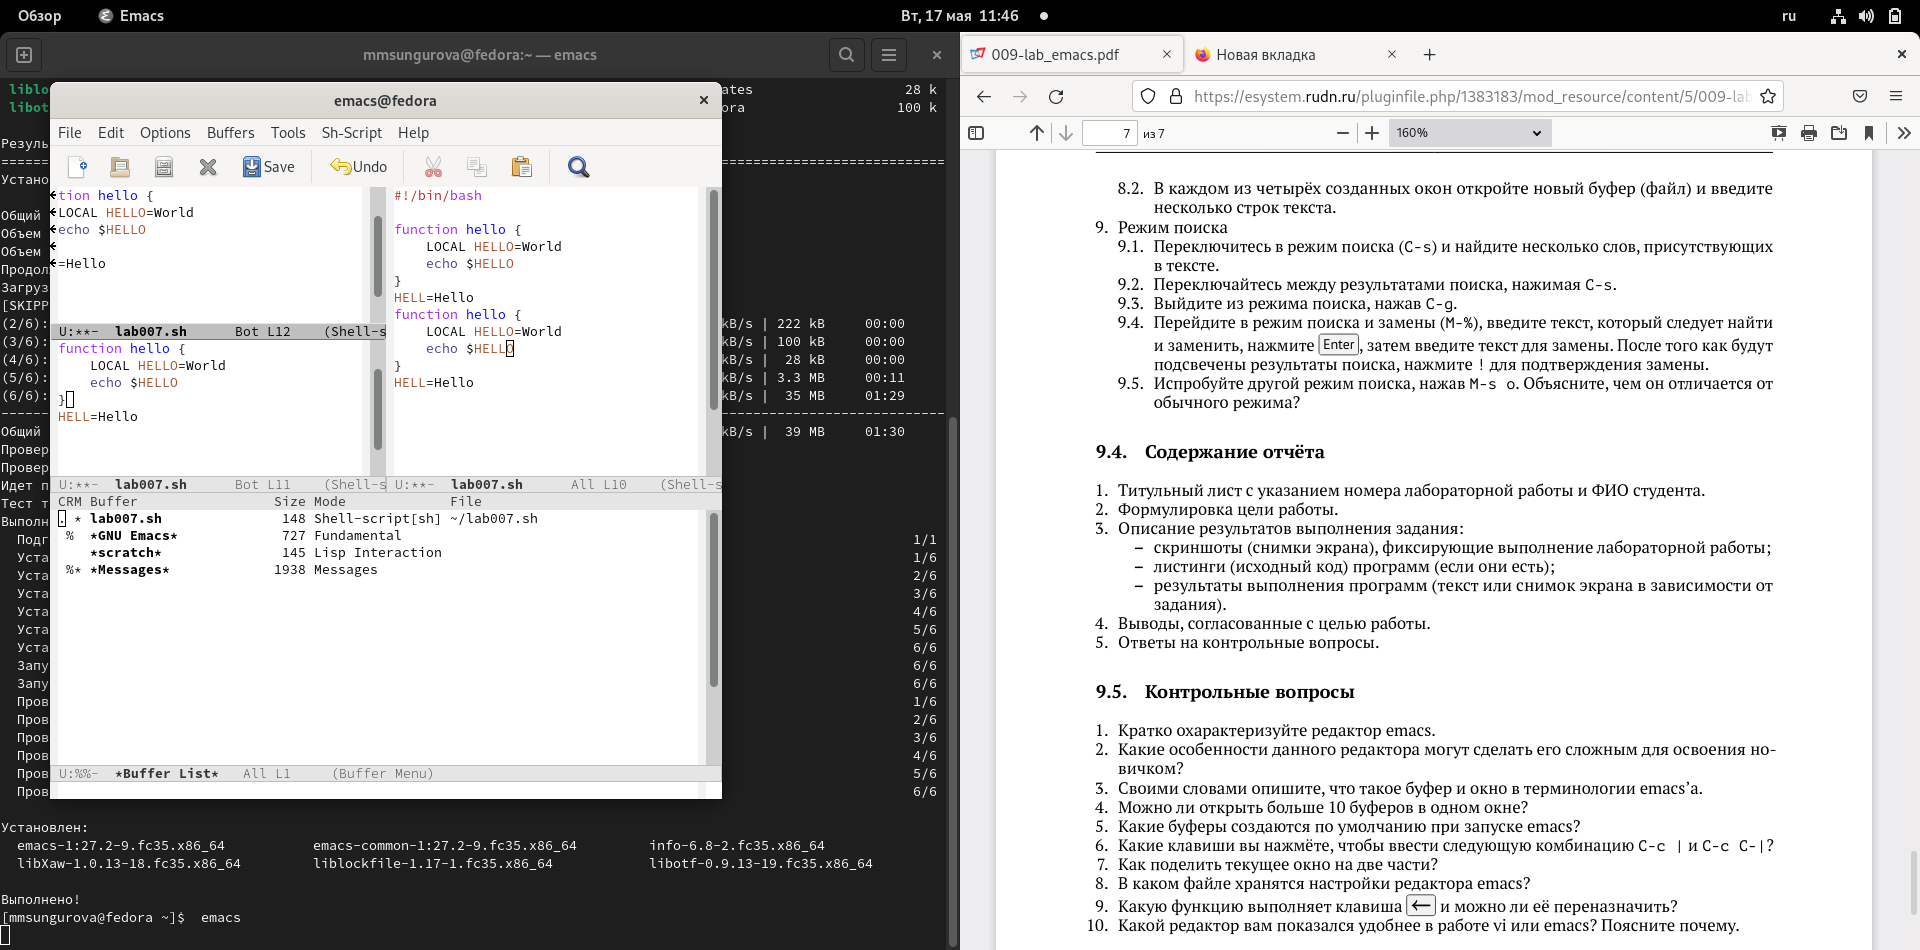 Обзор
Emacs
Вт, 17 мая 11:46
ru
mmsungurova@fedora:~ — emacs
liblo
ates 28 k
libot
ora 100 k
Резуль
========================================
Устано
Общий
Объем
Объем
Продол
Загруз
[SKIPP
(2/6): kB/s | 222 kB 00:00
(3/6): kB/s | 100 kB 00:00
(4/6): kB/s | 28 kB 00:00
(5/6): kB/s | 3.3 MB 00:11
(6/6): kB/s | 35 MB 01:29
----------------------------------------
Общий kB/s | 39 MB 01:30
Провер
Провер
Идет п
Тест т
Выполн
Подг 1/1
Уста 1/6
Уста 2/6
Уста 3/6
Уста 4/6
Уста 5/6
Уста 6/6
Запу 6/6
Запу 6/6
Пров 1/6
Пров 2/6
Пров 3/6
Пров 4/6
Пров 5/6
Пров 6/6
Установлен:
emacs-1:27.2-9.fc35.x86_64 emacs-common-1:27.2-9.fc35.x86_64 info-6.8-2.fc35.x86_64
libXaw-1.0.13-18.fc35.x86_64 liblockfile-1.17-1.fc35.x86_64 libotf-0.9.13-19.fc35.x86_64
Выполнено!
[mmsungurova@fedora ~]$ emacs
emacs@fedora
File Edit Options Buffers Tools Sh-Script Help
Save Undo
tion hello {
LOCAL HELLO=World
echo $HELLO
=Hello
U:**- lab007.sh Bot L12 (Shell-s
function hello {
LOCAL HELLO=World
echo $HELLO
}
HELL=Hello
U:**- lab007.sh Bot L11 (Shell-s
#!/bin/bash
function hello {
LOCAL HELLO=World
echo $HELLO
}
HELL=Hello
function hello {
LOCAL HELLO=World
echo $HELLO
}
HELL=Hello
U:**- lab007.sh All L10 (Shell-s
CRM Buffer Size Mode File
. * lab007.sh 148 Shell-script[sh] ~/lab007.sh
% *GNU Emacs* 727 Fundamental
*scratch* 145 Lisp Interaction
%* *Messages* 1938 Messages
U:%%- *Buffer List* All L1 (Buffer Menu)
009-lab_emacs.pdf
Новая вкладка
https://esystem.rudn.ru/pluginfile.php/1383183/mod_resource/content/5/009-lab
7 из 7
160%
8.2. В каждом из четырёх созданных окон откройте новый буфер (файл) и введите
несколько строк текста.
9. Режим поиска
9.1. Переключитесь в режим поиска (C-s) и найдите несколько слов, присутствующих
в тексте.
9.2. Переключайтесь между результатами поиска, нажимая C-s.
9.3. Выйдите из режима поиска, нажав C-g.
9.4. Перейдите в режим поиска и замены (M-%), введите текст, который следует найти
и заменить, нажмите Enter, затем введите текст для замены. После того как будут
подсвечены результаты поиска, нажмите ! для подтверждения замены.
9.5. Испробуйте другой режим поиска, нажав M-s o. Объясните, чем он отличается от
обычного режима?
9.4. Содержание отчёта
1. Титульный лист с указанием номера лабораторной работы и ФИО студента.
2. Формулировка цели работы.
3. Описание результатов выполнения задания:
– скриншоты (снимки экрана), фиксирующие выполнение лабораторной работы;
– листинги (исходный код) программ (если они есть);
– результаты выполнения программ (текст или снимок экрана в зависимости от
задания).
4. Выводы, согласованные с целью работы.
5. Ответы на контрольные вопросы.
9.5. Контрольные вопросы
1. Кратко охарактеризуйте редактор emacs.
2. Какие особенности данного редактора могут сделать его сложным для освоения но-
вичком?
3. Своими словами опишите, что такое буфер и окно в терминологии emacs’а.
4. Можно ли открыть больше 10 буферов в одном окне?
5. Какие буферы создаются по умолчанию при запуске emacs?
6. Какие клавиши вы нажмёте, чтобы ввести следующую комбинацию C-c | и C-c C-|?
7. Как поделить текущее окно на две части?
8. В каком файле хранятся настройки редактора emacs?
9. Какую функцию выполняет клавиша ← и можно ли её переназначить?
10. Какой редактор вам показался удобнее в работе vi или emacs? Поясните почему.